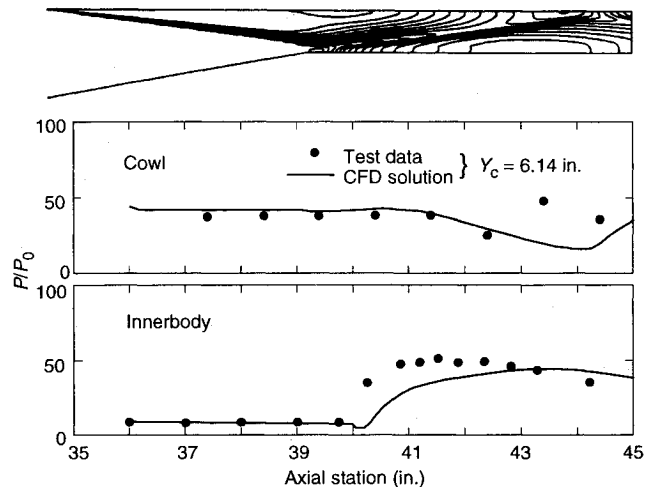 100
Cowl
● Test data
CFD solution
} Y_c = 6.14 in.
50
0
P/P_0
100
Innerbody
50
0
35 37 39 41 43 45
Axial station (in.)